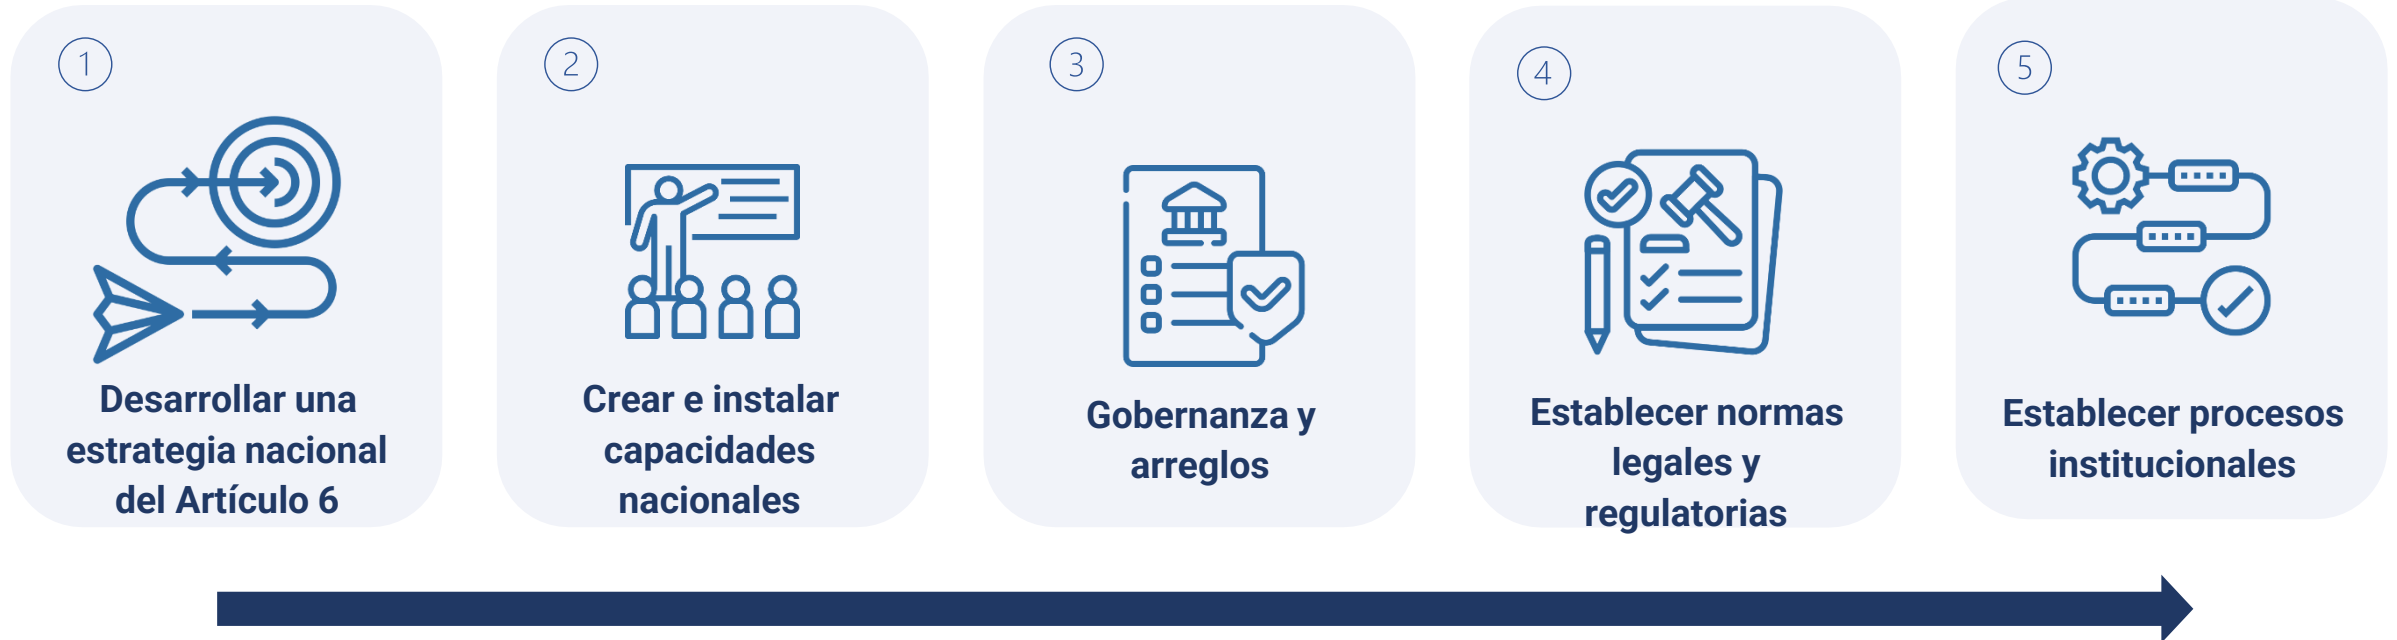 1
Desarrollar una
estrategia nacional
del Artículo 6
2
Crear e instalar
capacidades
nacionales
3
Gobernanza y
arreglos
4
Establecer normas
legales y
regulatorias
5
Establecer procesos
institucionales